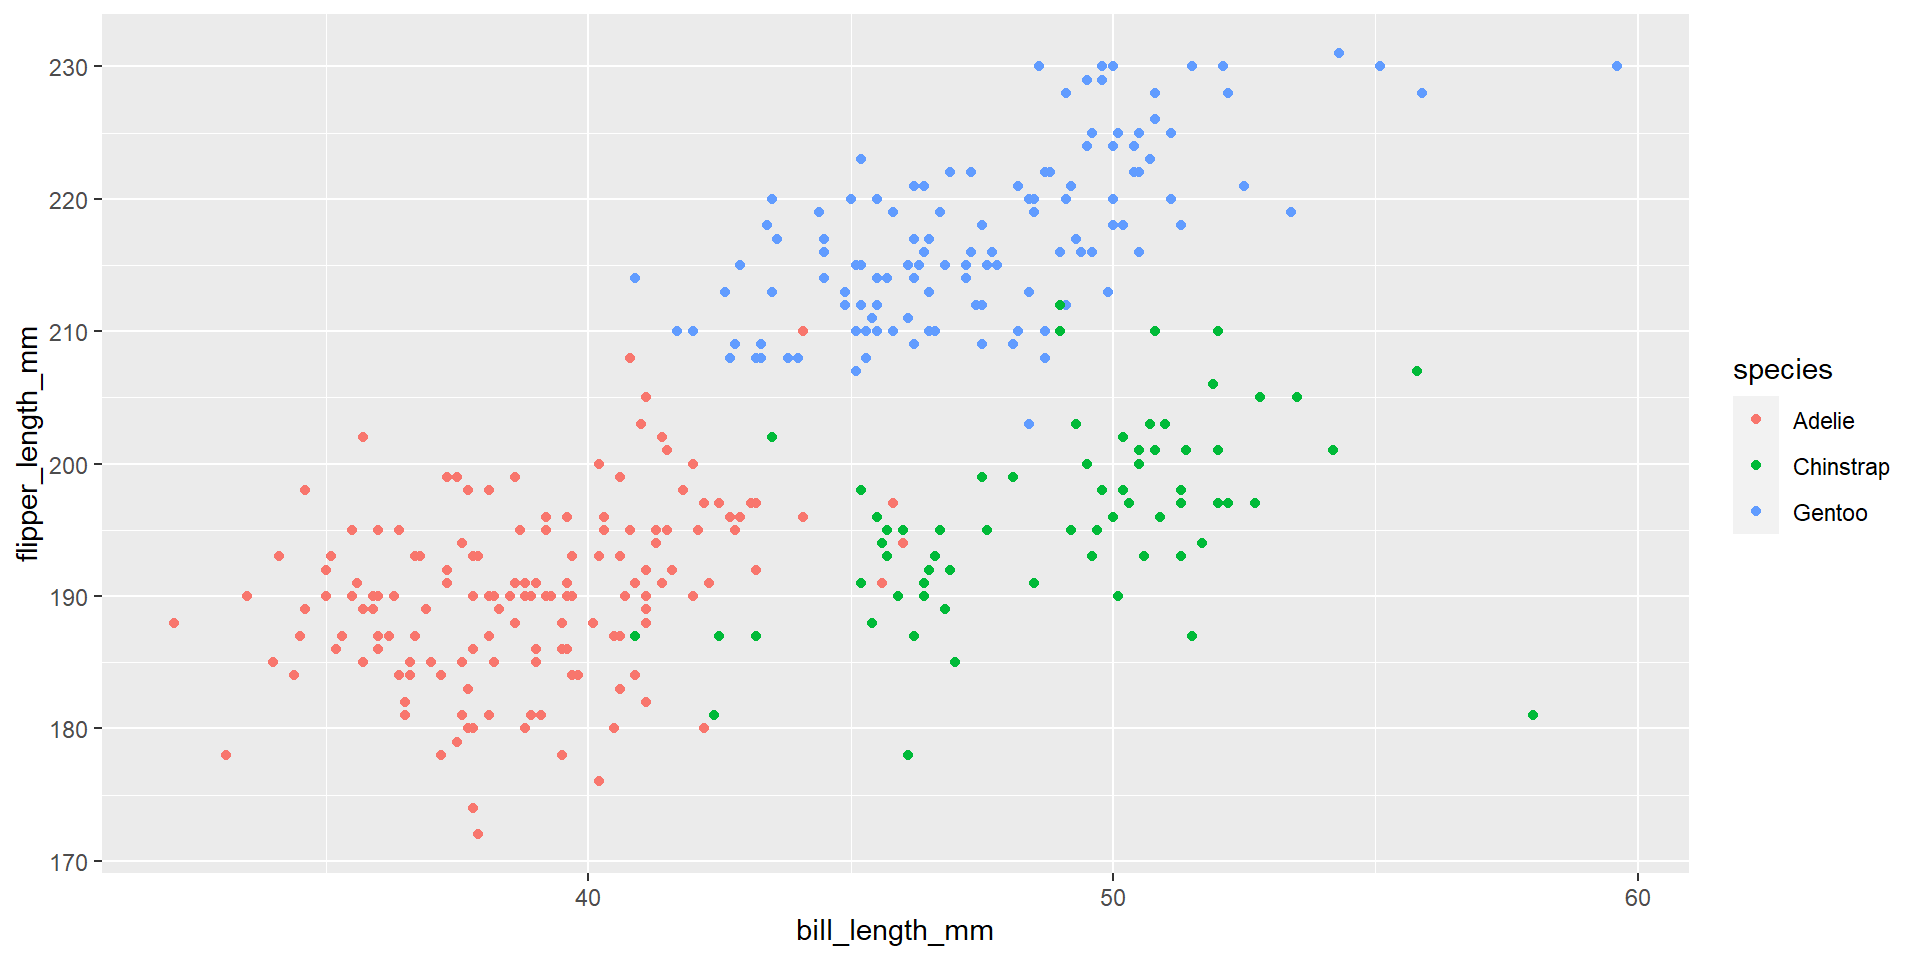 230
220
210
200
190
180
170
flipper_length_mm
40 50 60
bill_length_mm
species
Adelie
Chinstrap
Gentoo